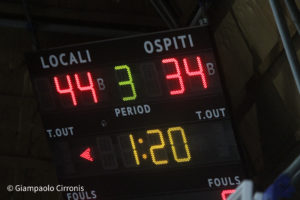 LOCALI OSPITI
44 B 3 34 B
PERIOD
T.OUT T.OUT
1:20
FOULS FOULS
© Giampaolo Cirronis